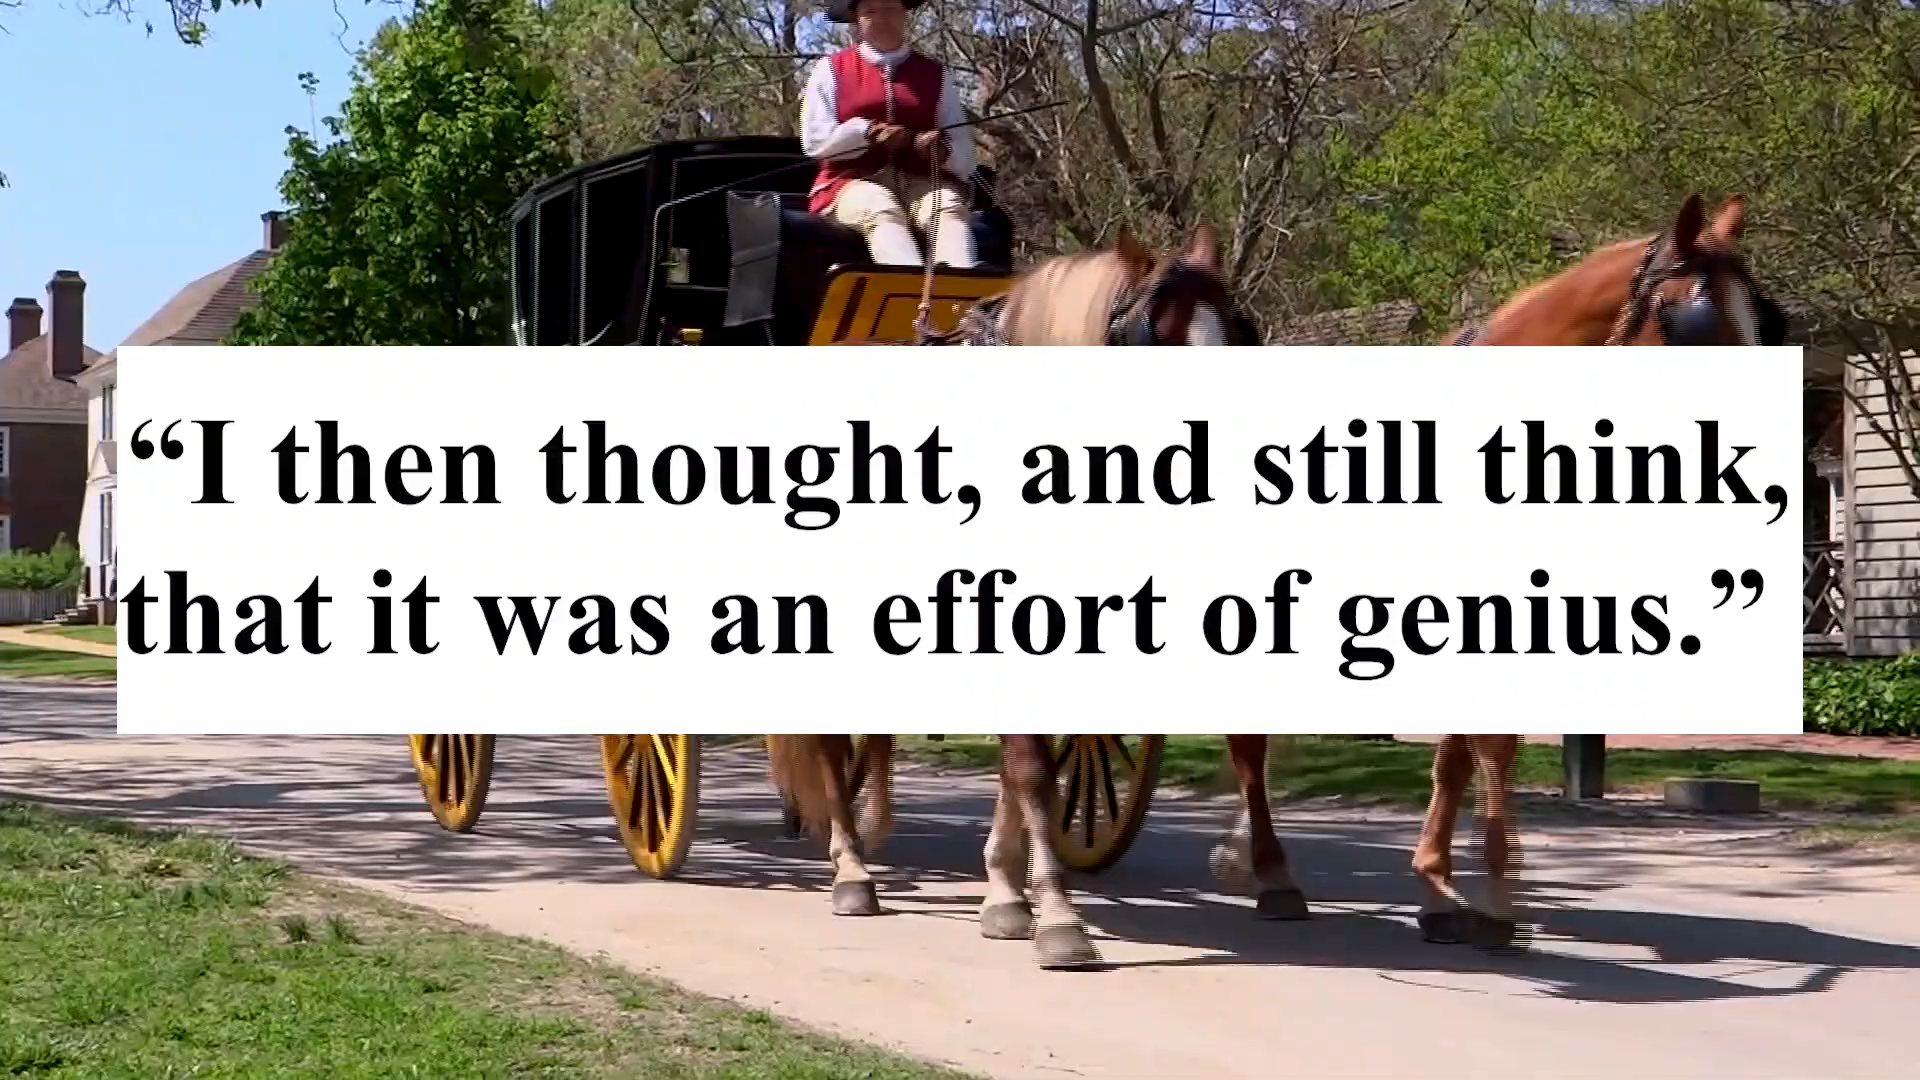 “I then thought, and still think,
that it was an effort of genius.”